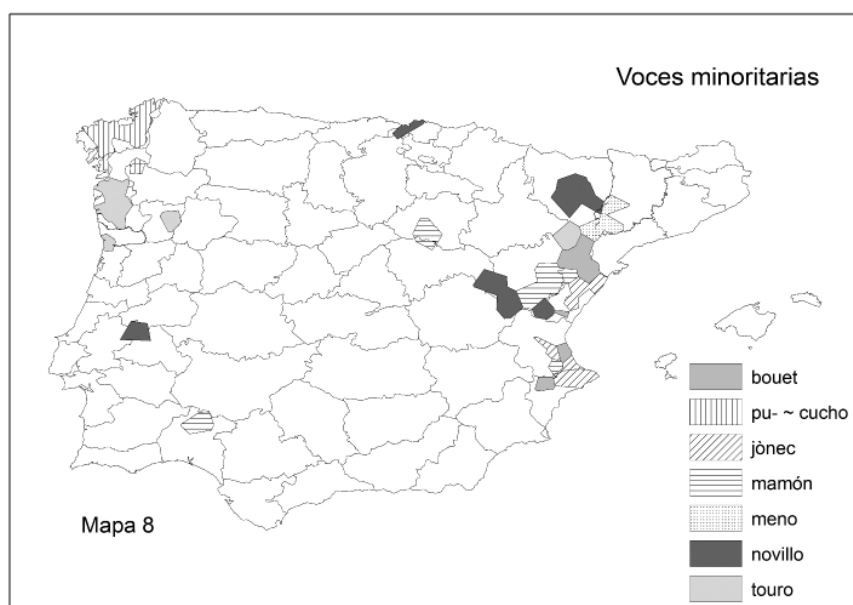 Voces minoritarias
bouet
pu- ~ cucho
jònec
mamón
meno
novillo
touro
Mapa 8